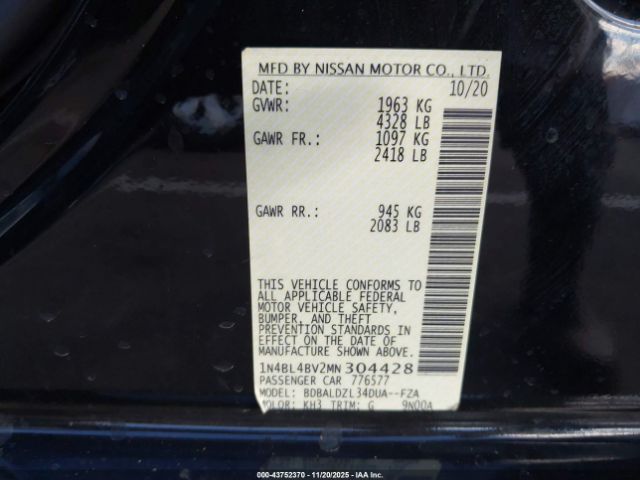 MFD BY NISSAN MOTOR CO., LTD.
DATE: 10/20
GVWR: 1963 KG
4328 LB
GAWR FR.: 1097 KG
2418 LB
GAWR RR.: 945 KG
2083 LB
THIS VEHICLE CONFORMS TO
ALL APPLICABLE FEDERAL
MOTOR VEHICLE SAFETY,
BUMPER, AND THEFT
PREVENTION STANDARDS IN
EFFECT ON THE DATE OF
MANUFACTURE SHOWN ABOVE.
1N4BL4BV2MN304428
PASSENGER CAR 776577
MODEL: BDBALDZL34DUA--FZA
COLOR: KH3 TRIM: G 9N00A
000-43752370 - 11/20/2025 - IAA Inc.